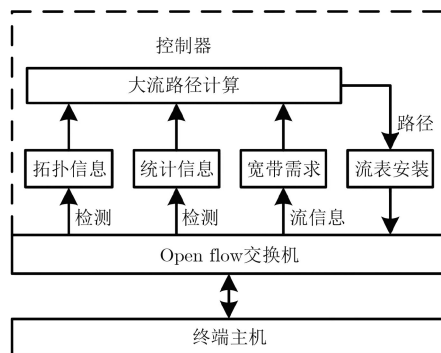 控制器
大流路径计算
路径
拓扑信息
统计信息
宽带需求
流表安装
检测
检测
流信息
Open flow交换机
终端主机